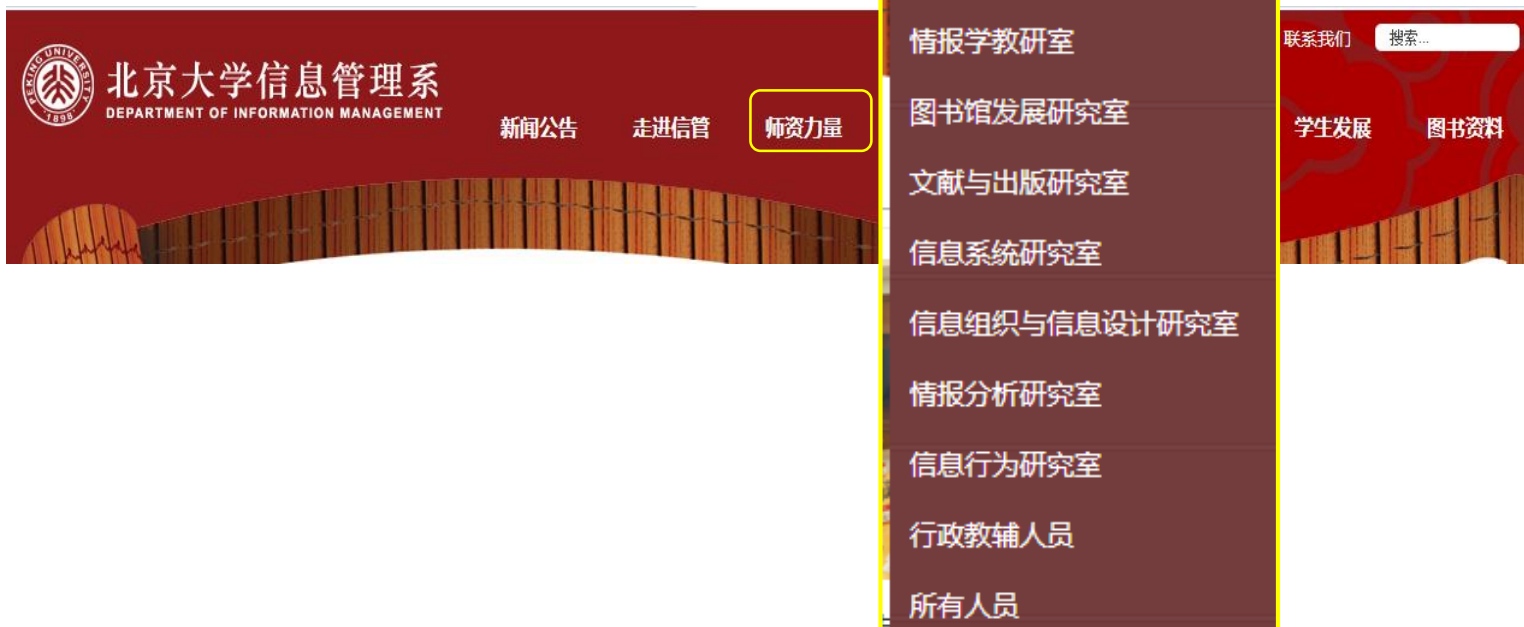 PEKING UNIVERSITY
1898
北京大学信息管理系
DEPARTMENT OF INFORMATION MANAGEMENT
联系我们
搜索...
新闻公告
走进信管
师资力量
学生发展
图书资料
情报学教研室
图书馆发展研究室
文献与出版研究室
信息系统研究室
信息组织与信息设计研究室
情报分析研究室
信息行为研究室
行政教辅人员
所有人员